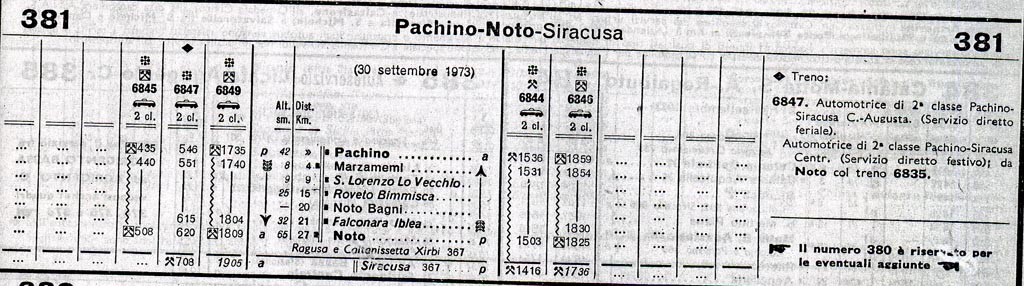 381
Pachino-Noto-Siracusa
381
(30 settembre 1973)
6845 6847 6849
2 cl. 2 cl. 2 cl.
Alt. sm. Dist. Km.
6844 6846
2 cl. 2 cl.
435 546 1735 p 42 » Pachino a 1536 1859
440 551 1740 8 4 Marzamemi 1531 1854
9 9 S. Lorenzo Lo Vecchlo
25 15 Roveto Bimmisca
— 20 Noto Bagni
615 1804 32 21 Falconara Iblea 1830
508 620 1809 a 65 27 Noto p 1503 1825
Ragusa e Caltanissetta Xirbi 367
708 1905 a Siracusa 367 p 1416 1736
Treno:
6847. Automotrice di 2ª classe Pachino-
Siracusa C.-Augusta. (Servizio diretto
feriale).
Automotrice di 2ª classe Pachino-Siracusa
Centr. (Servizio diretto festivo); da
Noto col treno 6835.
Il numero 380 è riservato per
le eventuali aggiunte